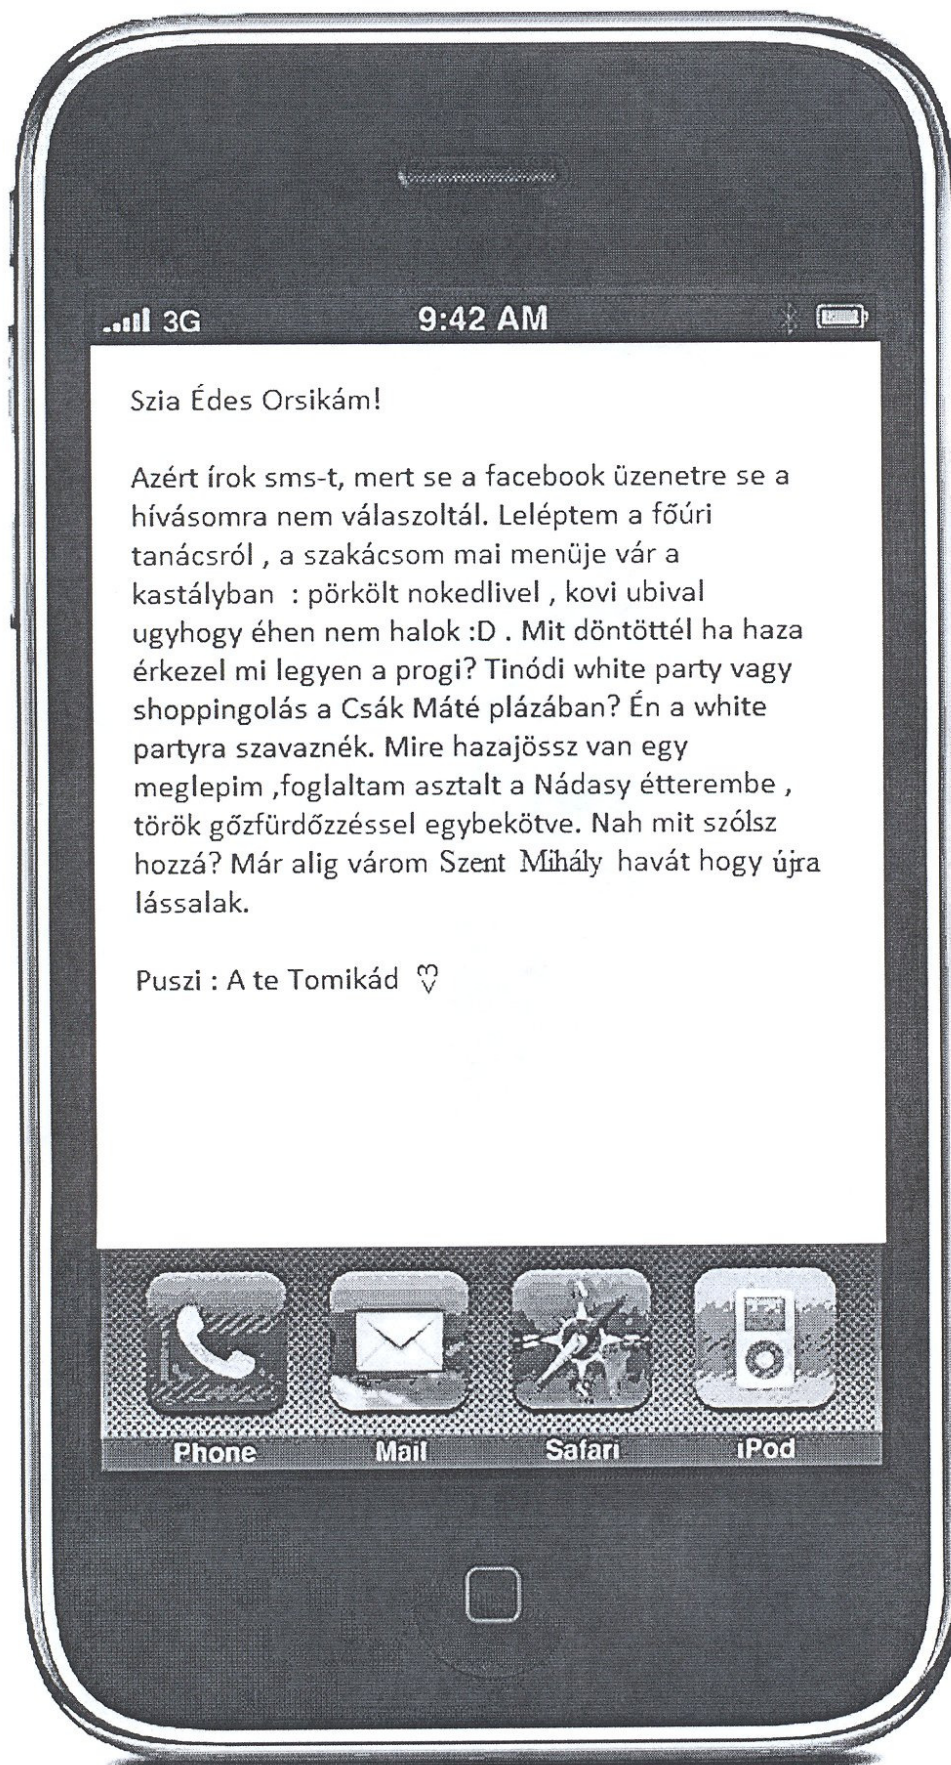 3G 9:42 AM
Szia Édes Orsikám!
Azért írok sms-t, mert se a facebook üzenetre se a
hívásomra nem válaszoltál. Leléptem a főúri
tanácsról , a szakácsom mai menüje vár a
kastályban : pörkölt nokedlivel , kovi ubival
ugyhogy éhen nem halok :D . Mit döntöttél ha haza
érkezel mi legyen a progi? Tinódi white party vagy
shoppingolás a Csák Máté plázában? Én a white
partyra szavaznék. Mire hazajössz van egy
meglepim ,foglaltam asztalt a Nádasy étterembe ,
török gőzfürdőzzéssel egybekötve. Nah mit szólsz
hozzá? Már alig várom Szent Mihály havát hogy újra
lássalak.
Puszi : A te Tomikád ♡
Phone Mail Safari iPod